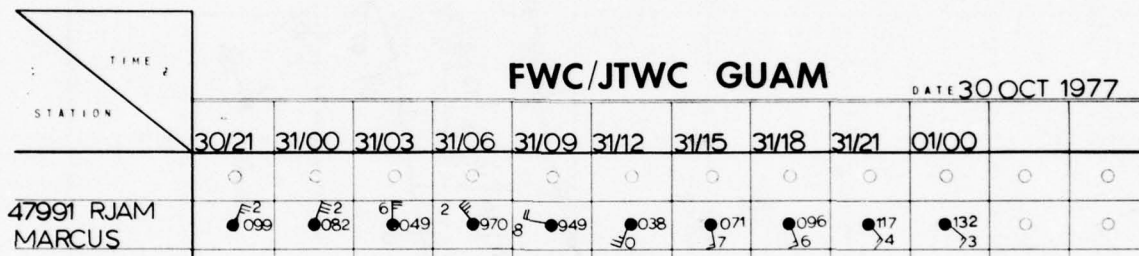 TIME Z
FWC/JTWC GUAM
DATE 30 OCT 1977
STATION
30/21 31/00 31/03 31/06 31/09 31/12 31/15 31/18 31/21 01/00
47991 RJAM
MARCUS
2 2 6 2
099 082 049 970 8 949 038 071 096 117 132
0 7 6 4 3